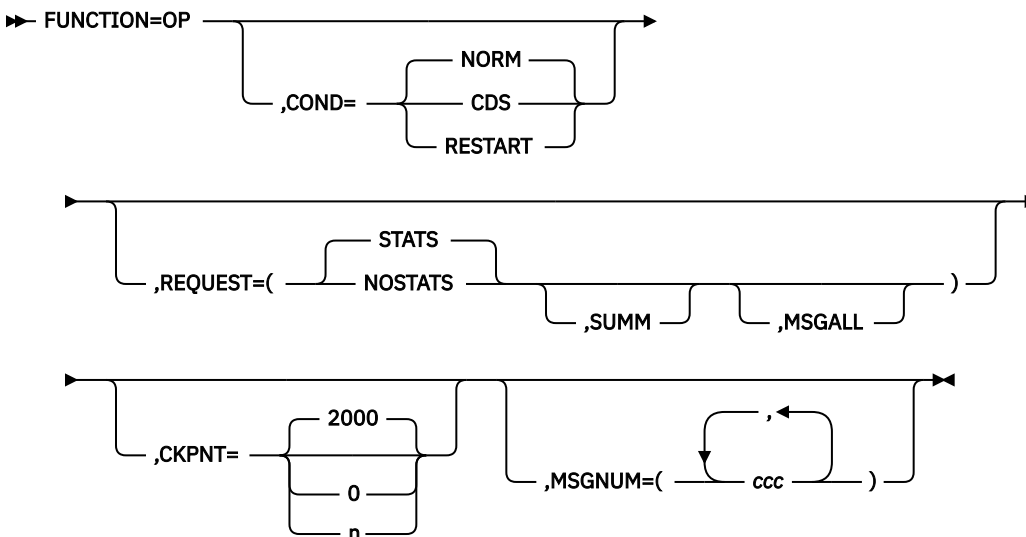 FUNCTION=OP
,COND=
NORM
CDS
RESTART
,REQUEST=(
STATS
NOSTATS
,SUMM
,MSGALL
)
,CKPNT=
2000
0
n
,MSGNUM=(
,
ccc
)